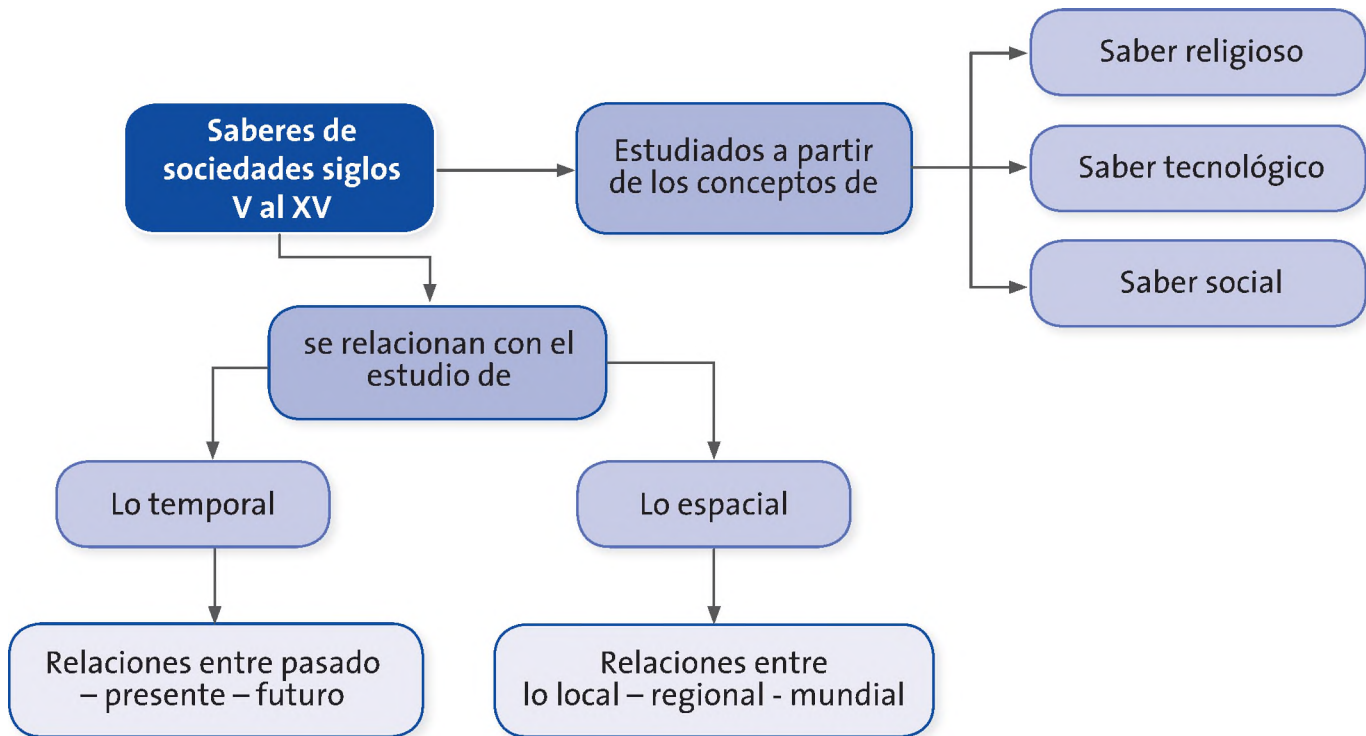 Saberes de
sociedades siglos
V al XV
Estudiados a partir
de los conceptos de
Saber religioso
Saber tecnológico
Saber social
se relacionan con el
estudio de
Lo temporal
Lo espacial
Relaciones entre pasado
– presente – futuro
Relaciones entre
lo local – regional - mundial